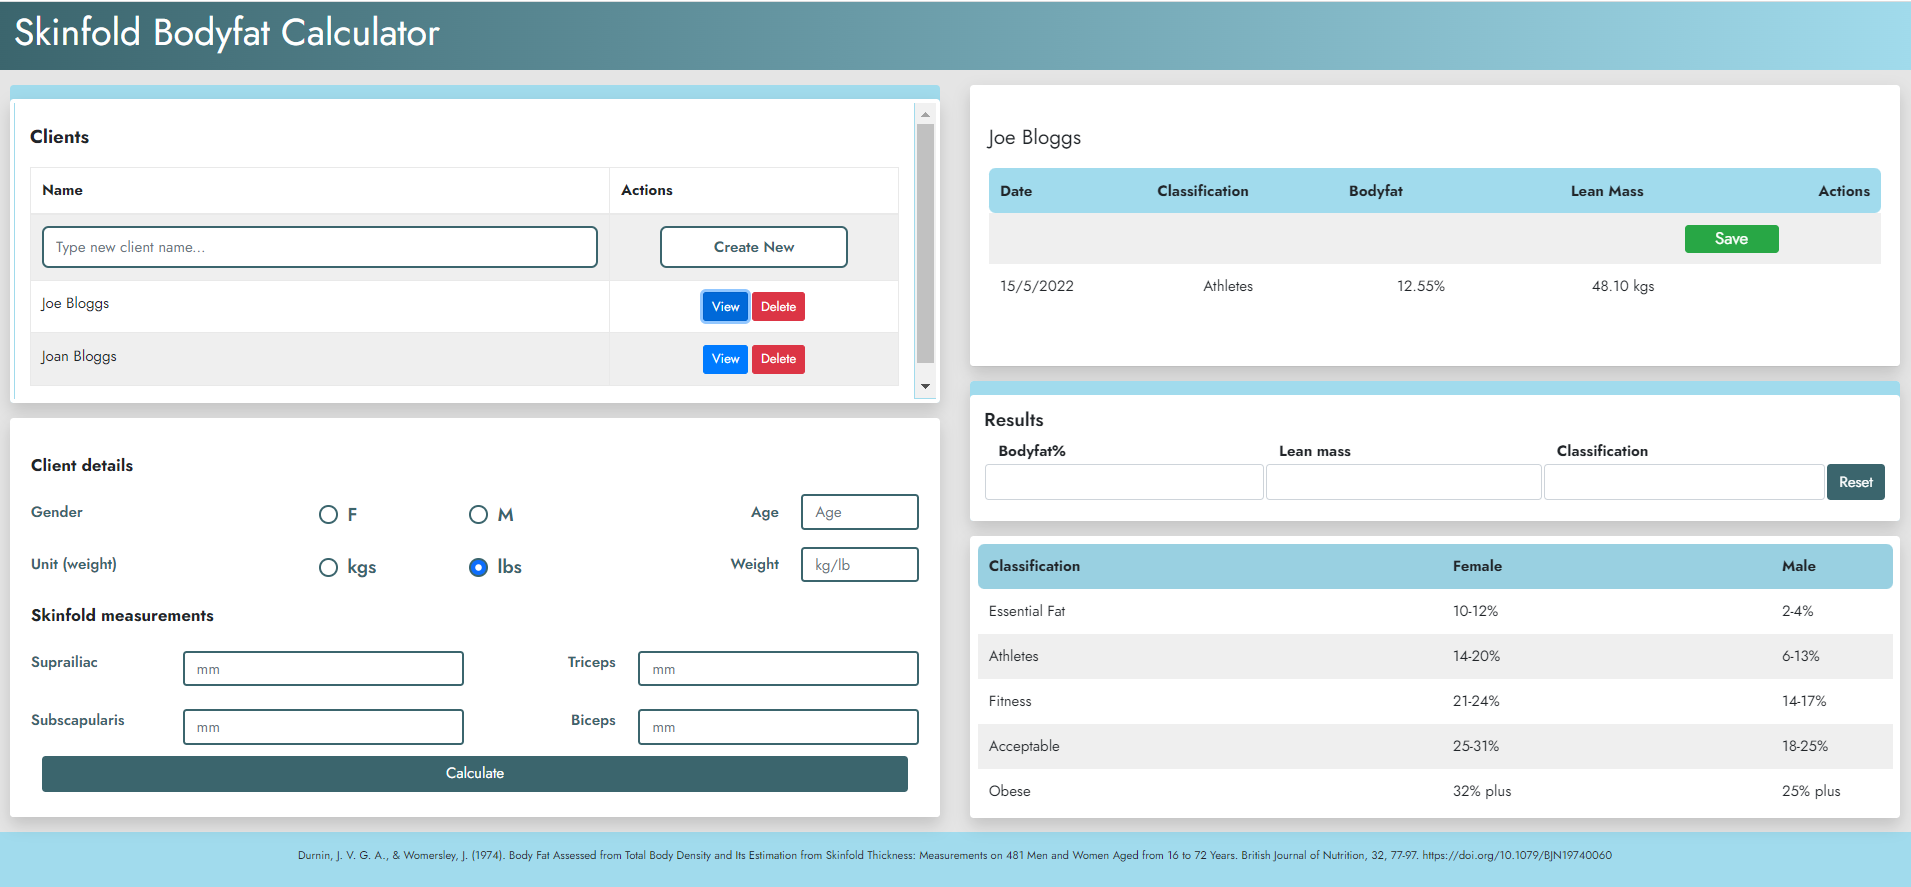 Skinfold Bodyfat Calculator
Clients
Name Actions
Type new client name... Create New
Joe Bloggs View Delete
Joan Bloggs View Delete
Client details
Gender F M Age Age
Unit (weight) kgs lbs Weight kg/lb
Skinfold measurements
Suprailiac mm Triceps mm
Subscapularis mm Biceps mm
Calculate
Joe Bloggs
Date Classification Bodyfat Lean Mass Actions
Save
15/5/2022 Athletes 12.55% 48.10 kgs
Results
Bodyfat% Lean mass Classification
Reset
Classification Female Male
Essential Fat 10-12% 2-4%
Athletes 14-20% 6-13%
Fitness 21-24% 14-17%
Acceptable 25-31% 18-25%
Obese 32% plus 25% plus
Durnin, J. V. G. A., & Womersley, J. (1974). Body Fat Assessed from Total Body Density and Its Estimation from Skinfold Thickness: Measurements on 481 Men and Women Aged from 16 to 72 Years. British Journal of Nutrition, 32, 77-97. https://doi.org/10.1079/BJN19740060